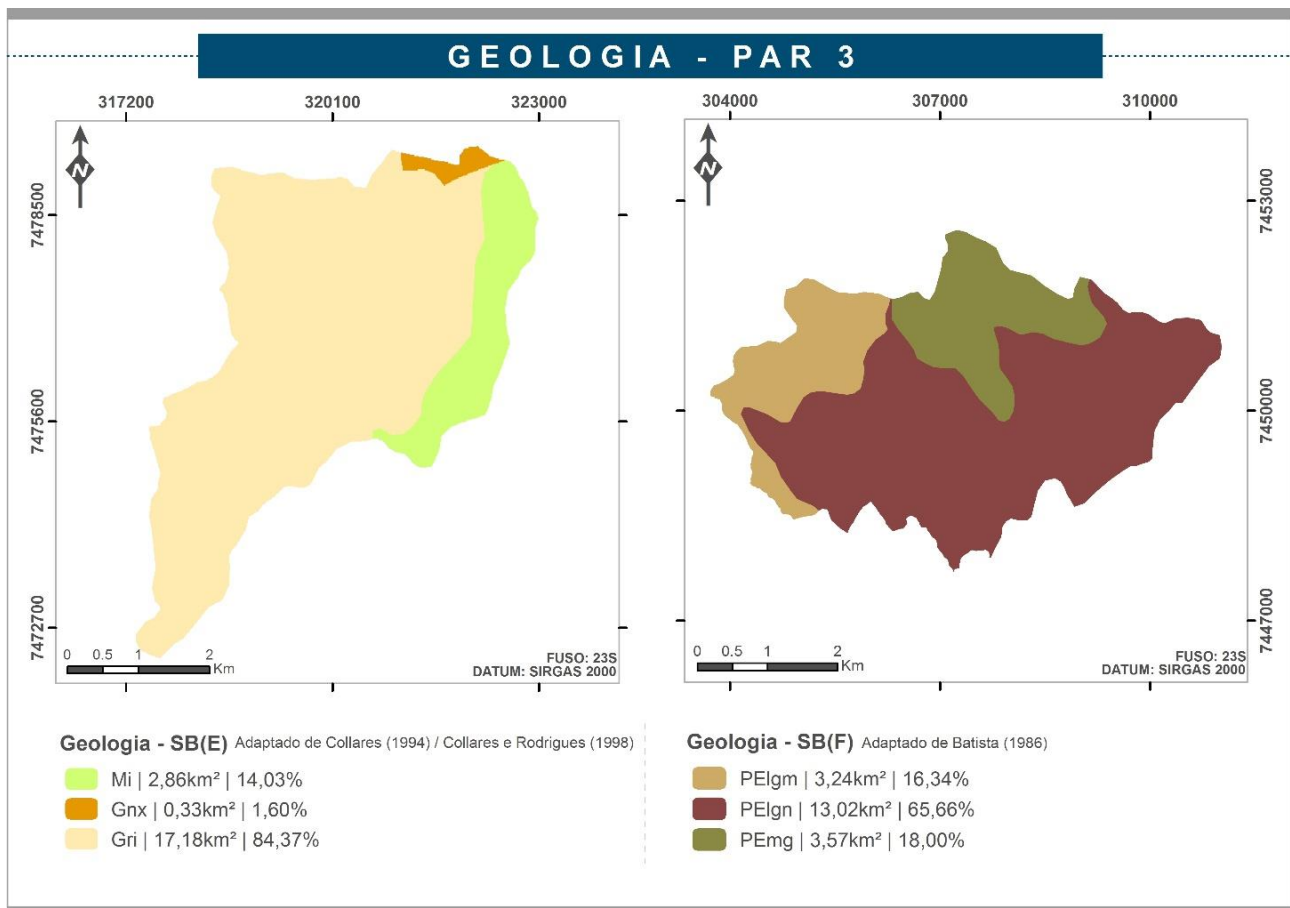 GEOLOGIA - PAR 3
317200 320100 323000
304000 307000 310000
N
7478500
7475600
7472700
0 0.5 1 2
Km
FUSO: 23S
DATUM: SIRGAS 2000
N
7453000
7450000
7447000
0 0.5 1 2
Km
FUSO: 23S
DATUM: SIRGAS 2000
Geologia - SB(E) Adaptado de Collares (1994) / Collares e Rodrigues (1998)
Mi | 2,86km² | 14,03%
Gnx | 0,33km² | 1,60%
Gri | 17,18km² | 84,37%
Geologia - SB(F) Adaptado de Batista (1986)
PEIgm | 3,24km² | 16,34%
PEIgn | 13,02km² | 65,66%
PEmg | 3,57km² | 18,00%